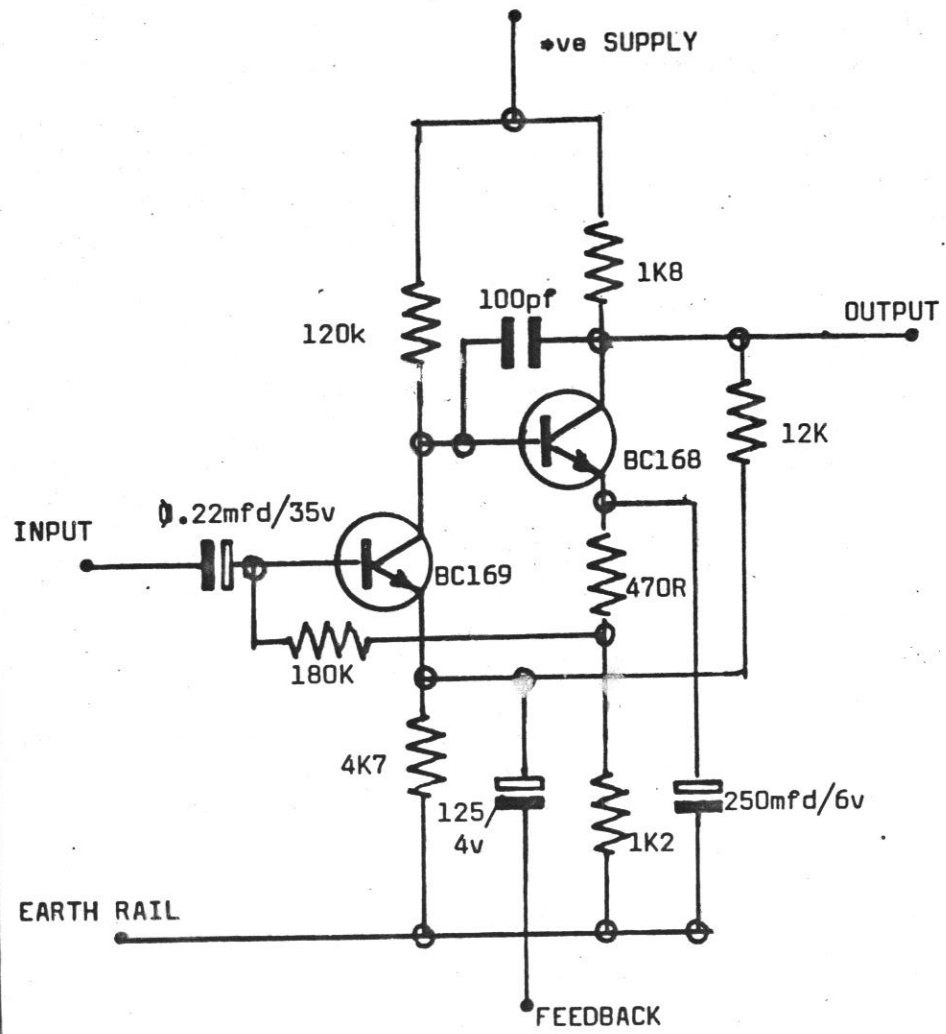 +ve SUPPLY
1K8
100pf
OUTPUT
120k
12K
BC168
0.22mfd/35v
INPUT
BC169
470R
180K
4K7
125/
4v
250mfd/6v
1K2
EARTH RAIL
FEEDBACK